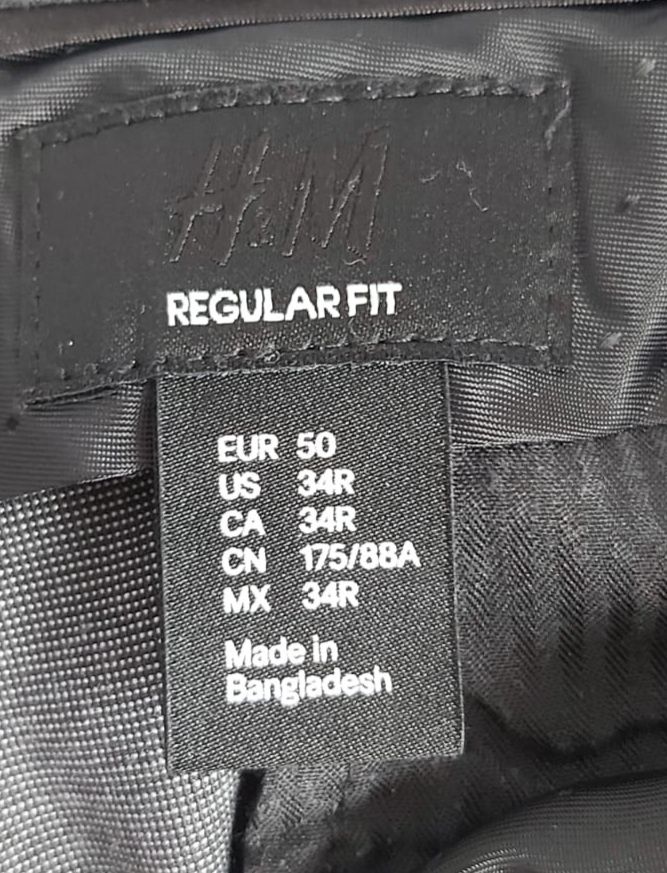 H&M
REGULAR FIT
EUR 50
US 34R
CA 34R
CN 175/88A
MX 34R
Made in
Bangladesh